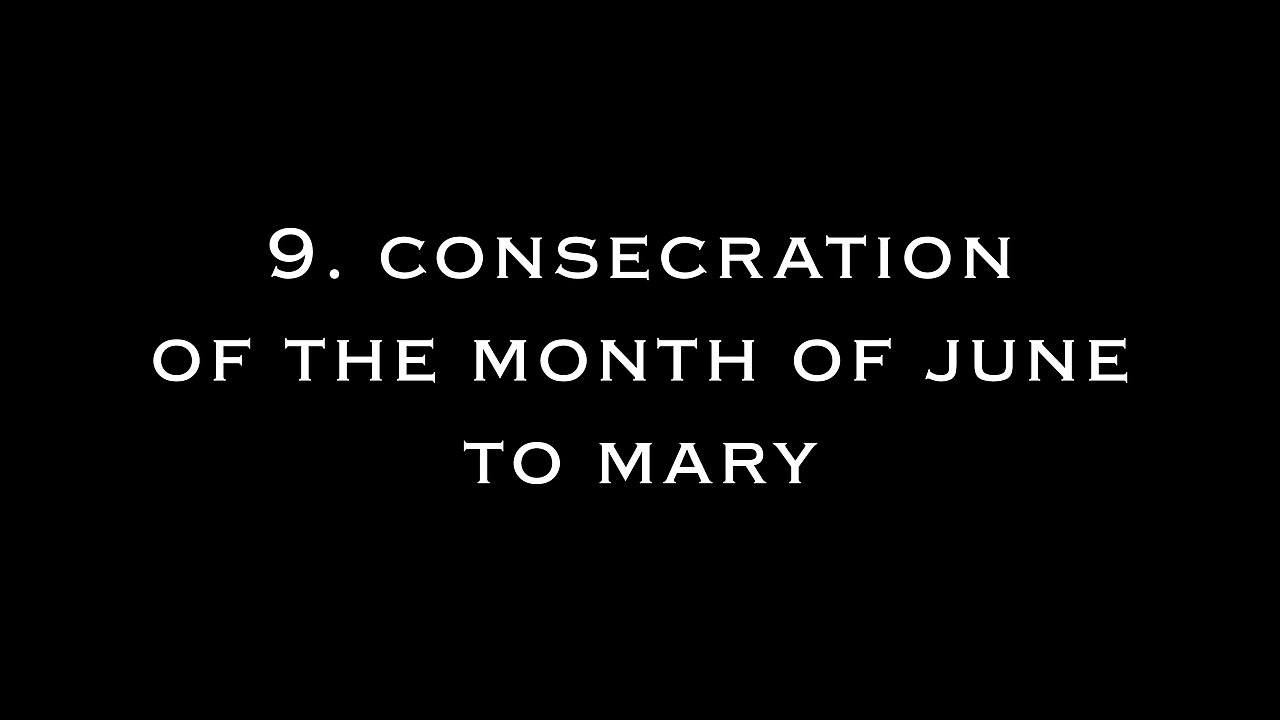 9. CONSECRATION
OF THE MONTH OF JUNE
TO MARY